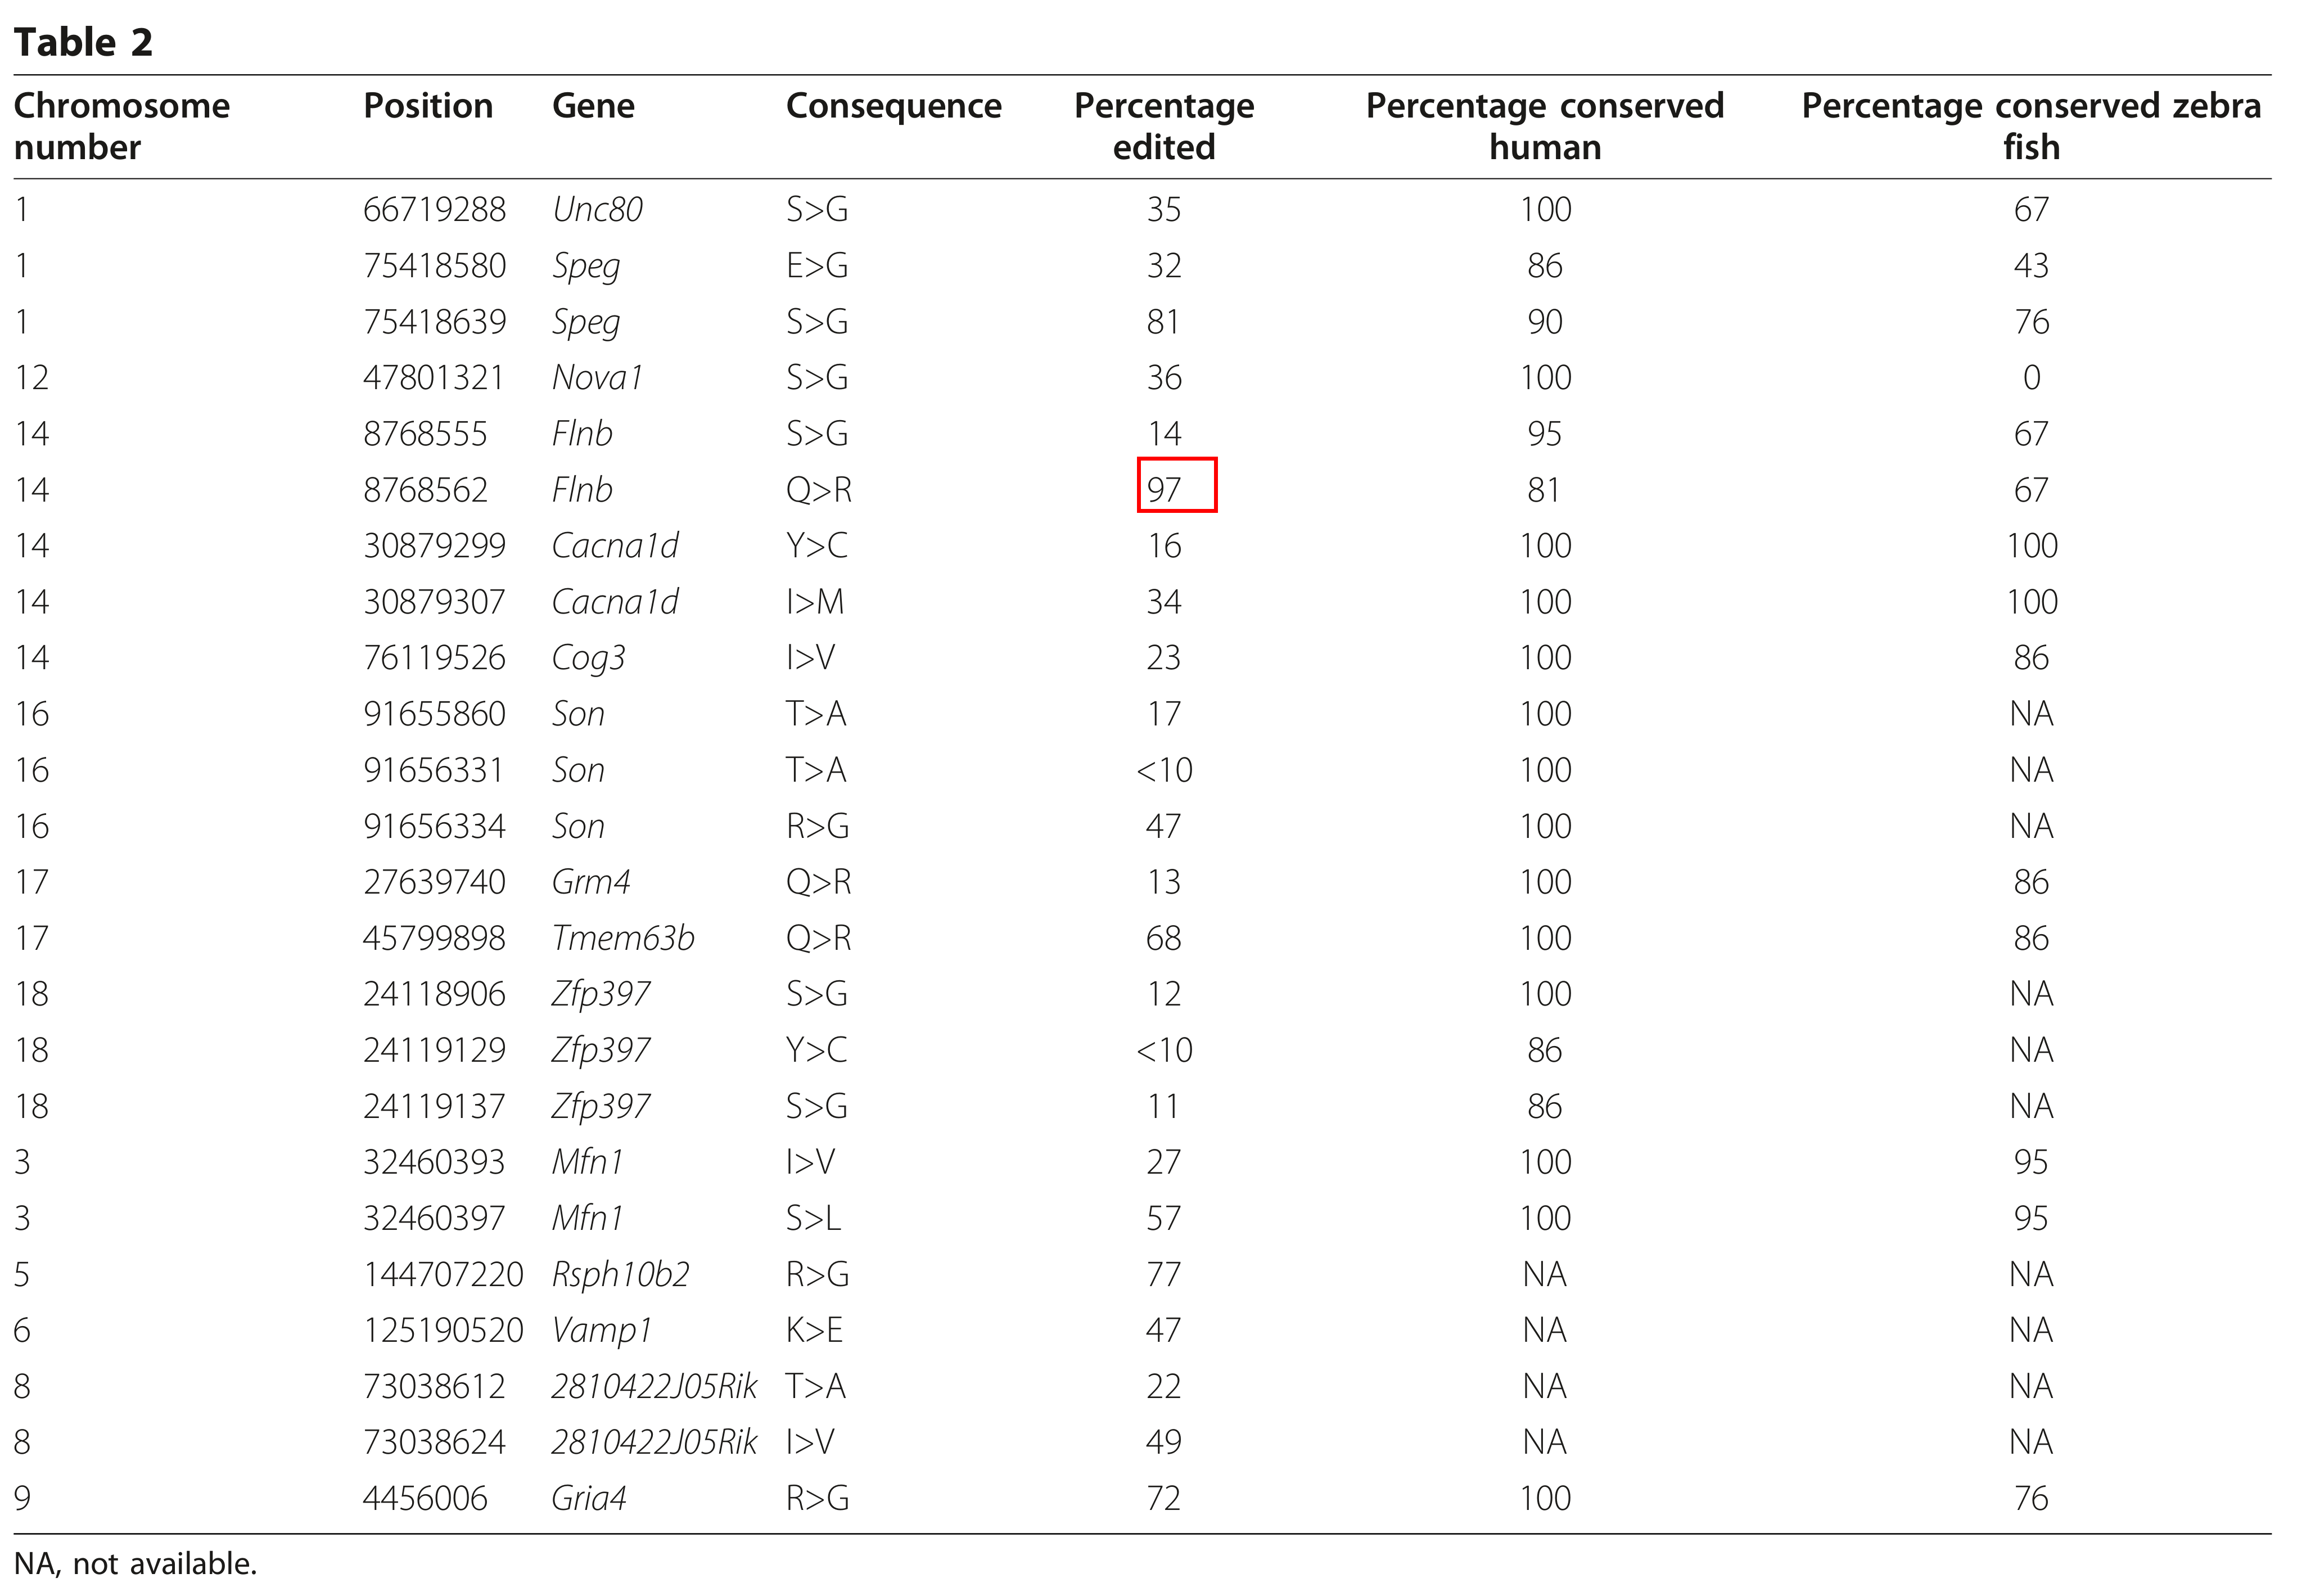 Table 2
Chromosome number Position Gene Consequence Percentage edited Percentage conserved human Percentage conserved zebra fish
1 66719288 Unc80 S>G 35 100 67
1 75418580 Speg E>G 32 86 43
1 75418639 Speg S>G 81 90 76
12 47801321 Nova1 S>G 36 100 0
14 8768555 Flnb S>G 14 95 67
14 8768562 Flnb Q>R 97 81 67
14 30879299 Cacna1d Y>C 16 100 100
14 30879307 Cacna1d I>M 34 100 100
14 76119526 Cog3 I>V 23 100 86
16 91655860 Son T>A 17 100 NA
16 91656331 Son T>A <10 100 NA
16 91656334 Son R>G 47 100 NA
17 27639740 Grm4 Q>R 13 100 86
17 45799898 Tmem63b Q>R 68 100 86
18 24118906 Zfp397 S>G 12 100 NA
18 24119129 Zfp397 Y>C <10 86 NA
18 24119137 Zfp397 S>G 11 86 NA
3 32460393 Mfn1 I>V 27 100 95
3 32460397 Mfn1 S>L 57 100 95
5 144707220 Rsph10b2 R>G 77 NA NA
6 125190520 Vamp1 K>E 47 NA NA
8 73038612 2810422J05Rik T>A 22 NA NA
8 73038624 2810422J05Rik I>V 49 NA NA
9 4456006 Gria4 R>G 72 100 76
NA, not available.